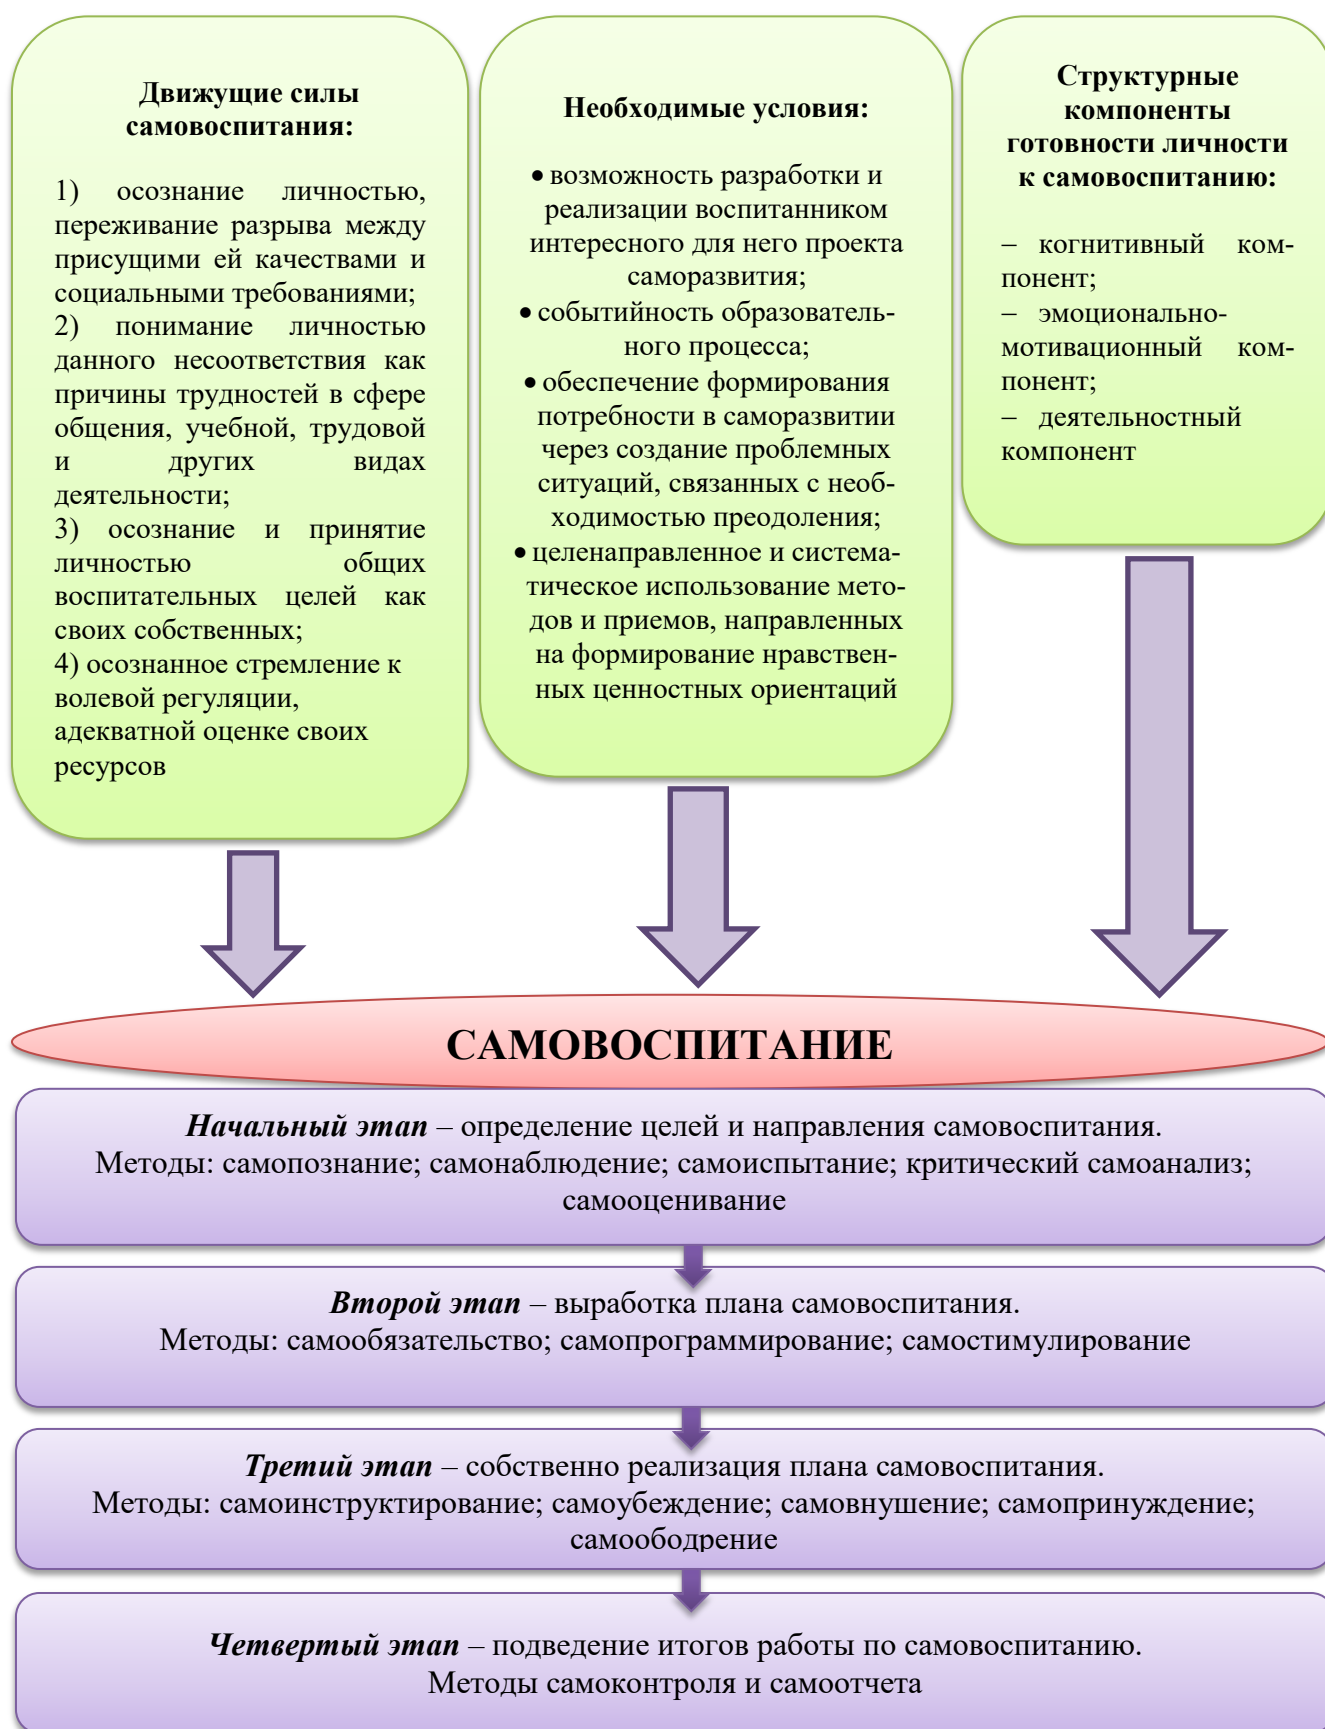 Движущие силы
самовоспитания:
1) осознание личностью,
переживание разрыва между
присущими ей качествами и
социальными требованиями;
2) понимание личностью
данного несоответствия как
причины трудностей в сфере
общения, учебной, трудовой
и других видах
деятельности;
3) осознание и принятие
личностью общих
воспитательных целей как
своих собственных;
4) осознанное стремление к
волевой регуляции,
адекватной оценке своих
ресурсов
Необходимые условия:
• возможность разработки и
реализации воспитанником
интересного для него проекта
саморазвития;
• событийность образователь-
ного процесса;
• обеспечение формирования
потребности в саморазвитии
через создание проблемных
ситуаций, связанных с необ-
ходимостью преодоления;
• целенаправленное и система-
тическое использование мето-
дов и приемов, направленных
на формирование нравствен-
ных ценностных ориентаций
Структурные
компоненты
готовности личности
к самовоспитанию:
– когнитивный ком-
понент;
– эмоционально-
мотивационный ком-
понент;
– деятельностный
компонент
САМОВОСПИТАНИЕ
Начальный этап – определение целей и направления самовоспитания.
Методы: самопознание; самонаблюдение; самоиспытание; критический самоанализ;
самооценивание
Второй этап – выработка плана самовоспитания.
Методы: самообязательство; самопрограммирование; самостимулирование
Третий этап – собственно реализация плана самовоспитания.
Методы: самоинструктирование; самоубеждение; самовнушение; самопринуждение;
самоободрение
Четвертый этап – подведение итогов работы по самовоспитанию.
Методы самоконтроля и самоотчета